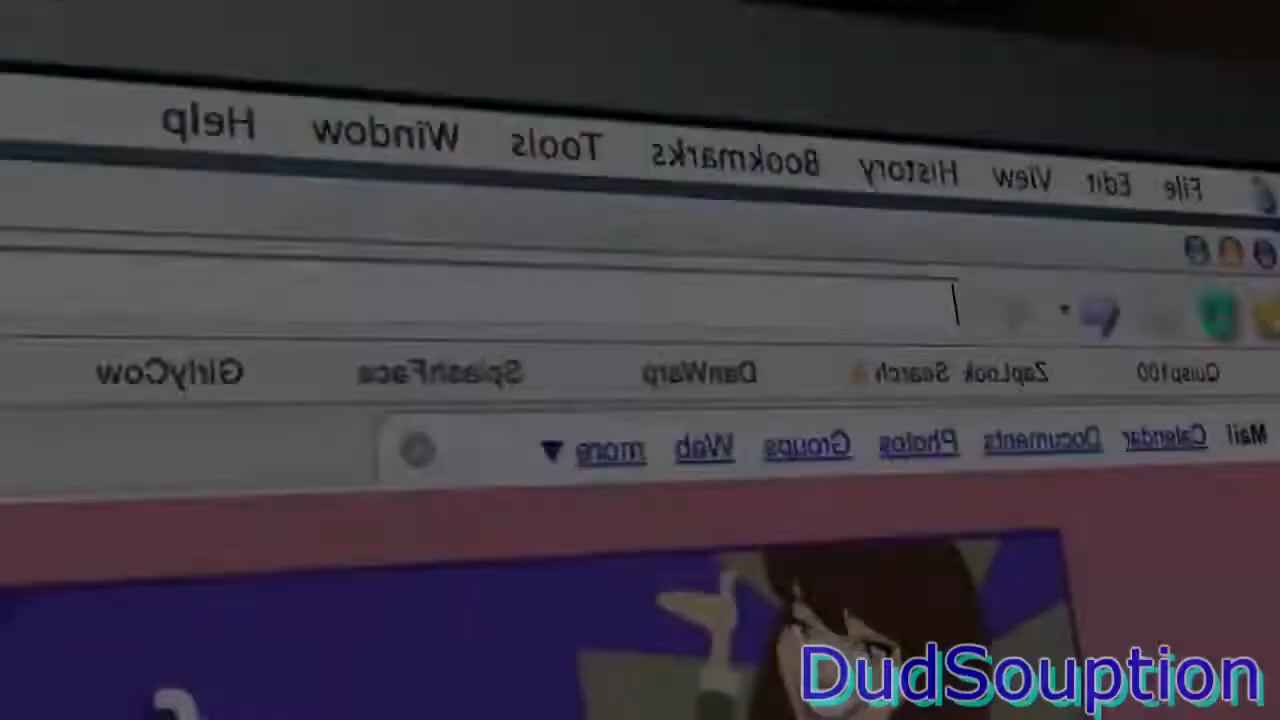 File Edit View History Bookmarks Tools Window Help
Quisp100 ZapLook Search DanWarp SplashFace GirlyCow
Mail Calendar Documents Photos Groups Web more
DudSouption